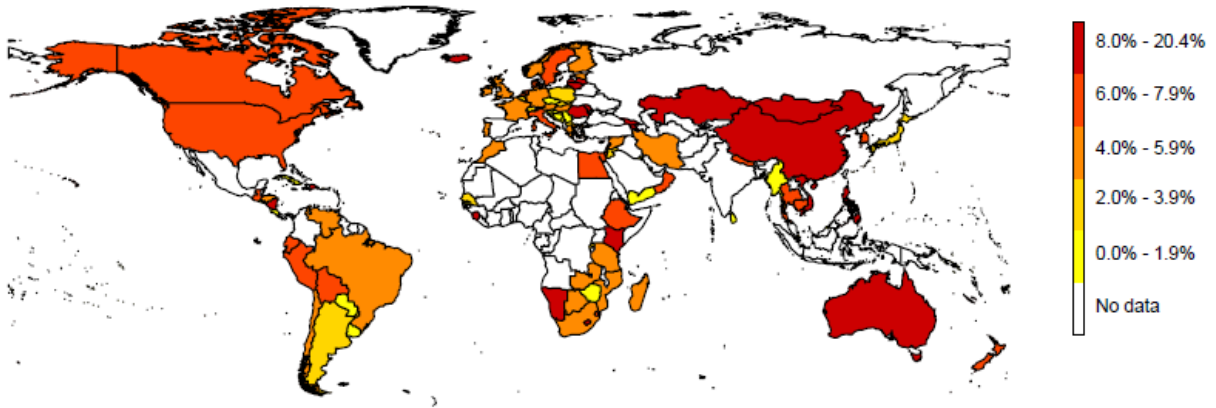 8.0% - 20.4%
6.0% - 7.9%
4.0% - 5.9%
2.0% - 3.9%
0.0% - 1.9%
No data